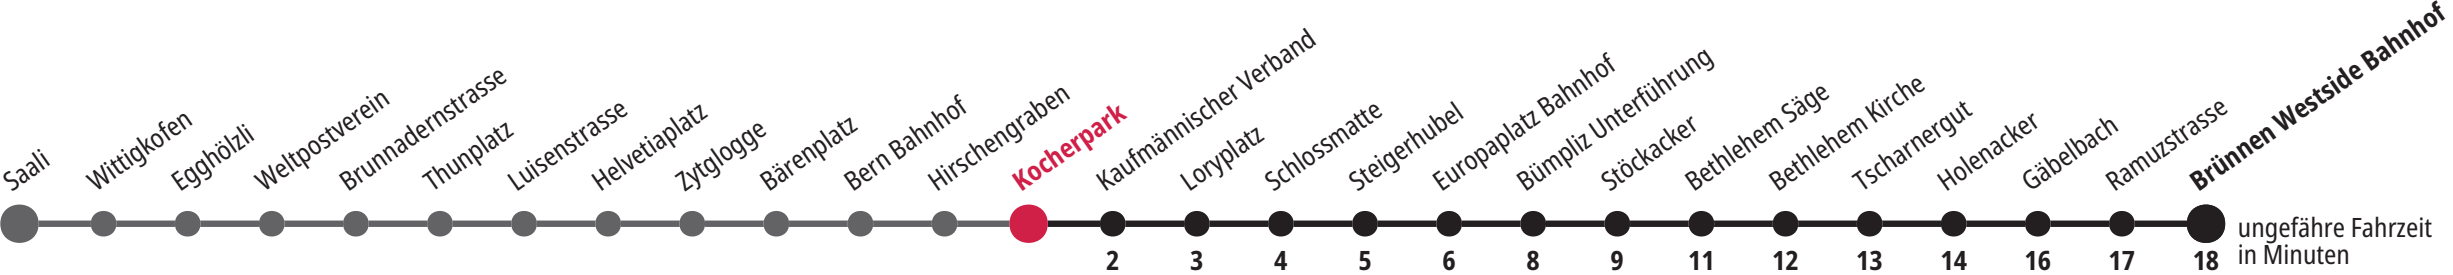 Saali
Wittigkofen
Egghölzli
Weltpostverein
Brunnadernstrasse
Thunplatz
Luisenstrasse
Helvetiaplatz
Zytglogge
Bärenplatz
Bern Bahnhof
Hirschengraben
Kocherpark
Kaufmännischer Verband
Loryplatz
Schlossmatte
Steigerhubel
Europaplatz Bahnhof
Bümpliz Unterführung
Stöckacker
Bethlehem Säge
Bethlehem Kirche
Tscharnergut
Holenacker
Gäbelbach
Ramuzstrasse
Brünnen Westside Bahnhof
2 3 4 5 6 8 9 11 12 13 14 16 17 18
ungefähre Fahrzeit
in Minuten